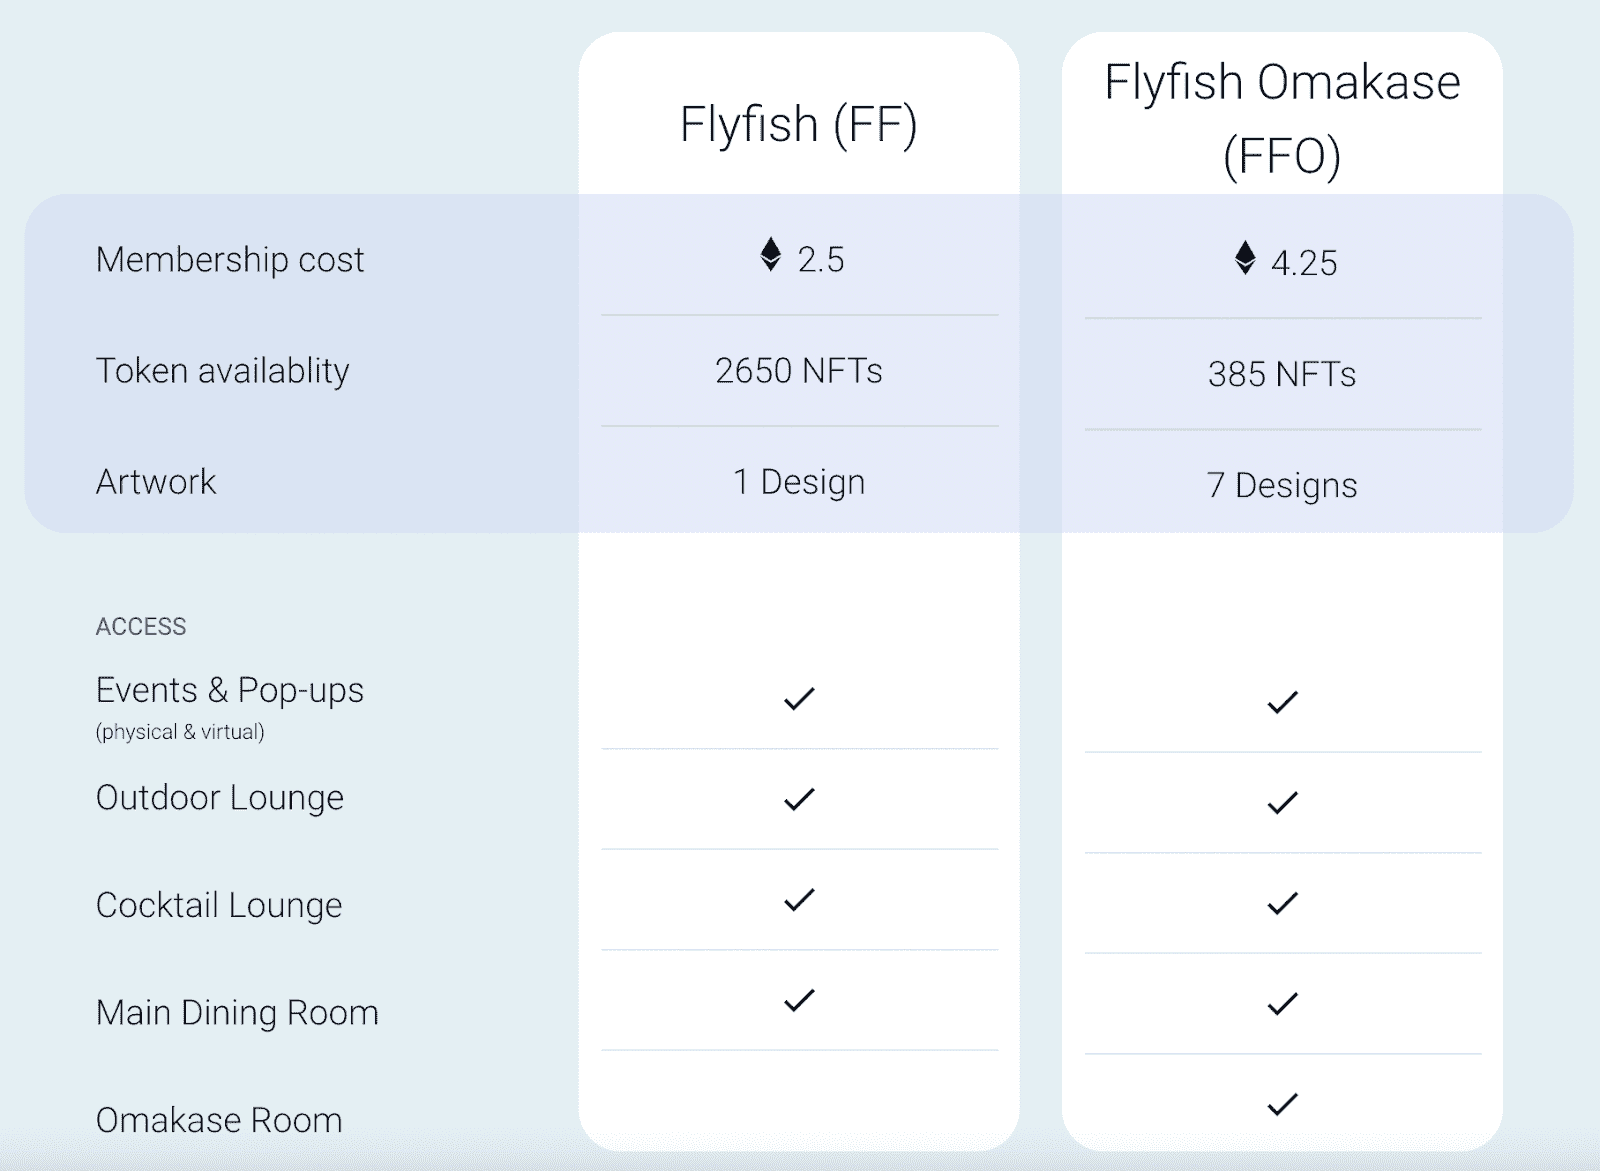 Flyfish (FF)
Flyfish Omakase
(FFO)
Membership cost
2.5
4.25
Token availablity
2650 NFTs
385 NFTs
Artwork
1 Design
7 Designs
ACCESS
Events & Pop-ups
(physical & virtual)
Outdoor Lounge
Cocktail Lounge
Main Dining Room
Omakase Room